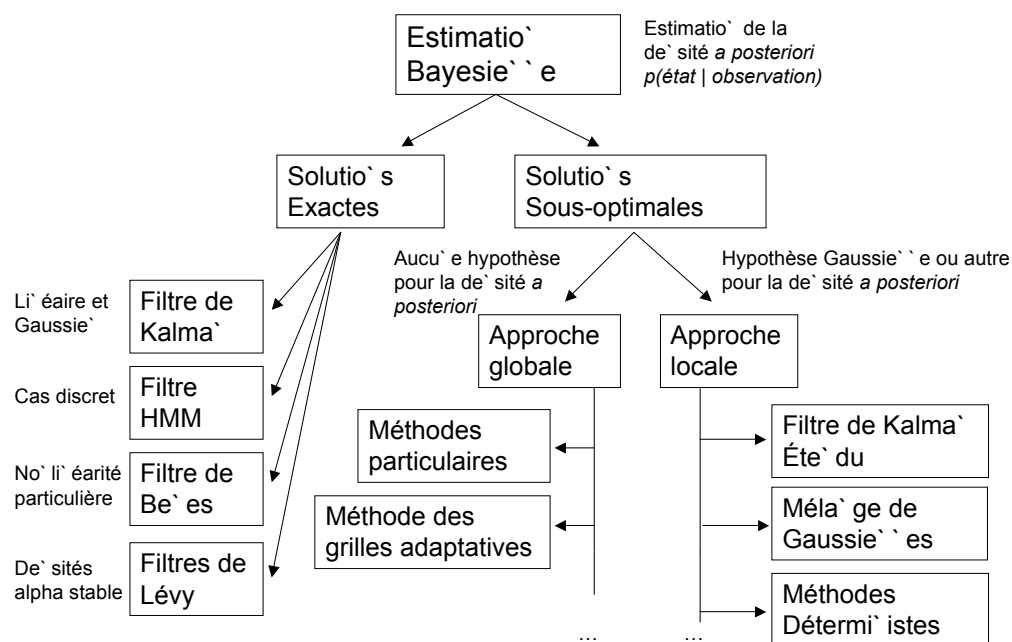 Estimatio` 
Bayesie` ` e
Estimatio` de la
de` sité a posteriori
p(état | observation)
Solutio` s
Exactes
Solutio` s
Sous-optimales
Aucu` e hypothèse
pour la de` sité a
posteriori
Hypothèse Gaussie` ` e ou autre
pour la de` sité a posteriori
Li` éaire et
Gaussie`
Filtre de
Kalma`
Approche
globale
Approche
locale
Cas discret
Filtre
HMM
Méthodes
particulaires
Filtre de Kalma`
Éte` du
No` li` éarité
particulière
Filtre de
Be` es
Méthode des
grilles adaptatives
Méla` ge de
Gaussie` ` es
De` sités
alpha stable
Filtres de
Lévy
Méthodes
Détermi` istes
... ...